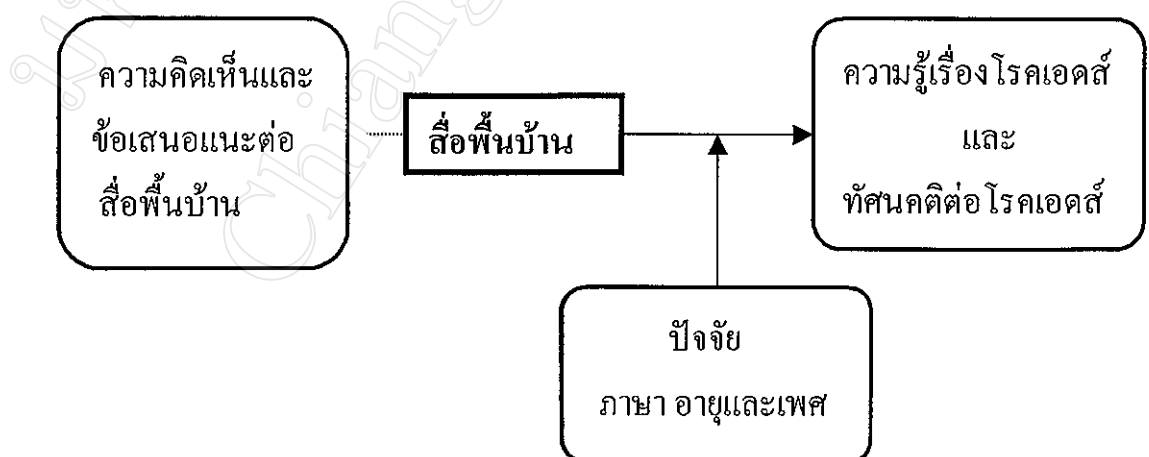 ความคิดเห็นและ
ข้อเสนอแนะต่อ
สื่อพื้นบ้าน
สื่อพื้นบ้าน
ความรู้เรื่องโรคเอดส์
และ
ทัศนคติต่อโรคเอดส์
ปัจจัย
ภาษา อายุและเพศ
Chiang